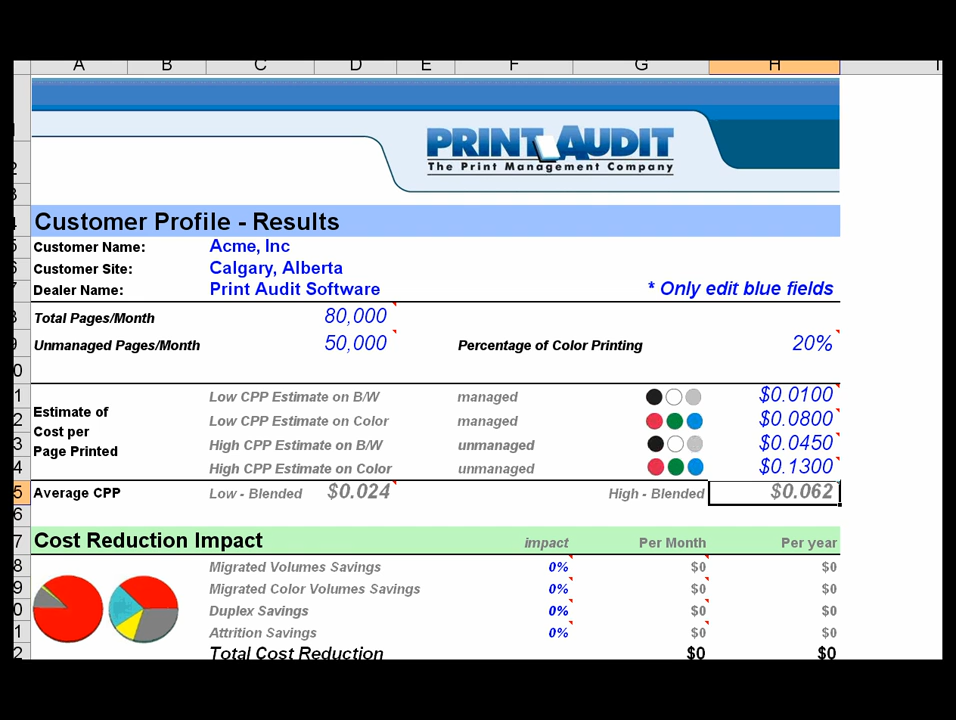 A B C D E F G H
PRINT AUDIT
The Print Management Company
Customer Profile - Results
Customer Name: Acme, Inc
Customer Site: Calgary, Alberta
Dealer Name: Print Audit Software * Only edit blue fields
Total Pages/Month 80,000
Unmanaged Pages/Month 50,000 Percentage of Color Printing 20%
Estimate of Cost per Page Printed
Low CPP Estimate on B/W managed $0.0100
Low CPP Estimate on Color managed $0.0800
High CPP Estimate on B/W unmanaged $0.0450
High CPP Estimate on Color unmanaged $0.1300
Average CPP Low - Blended $0.024 High - Blended $0.062
Cost Reduction Impact impact Per Month Per year
Migrated Volumes Savings 0% $0 $0
Migrated Color Volumes Savings 0% $0 $0
Duplex Savings 0% $0 $0
Attrition Savings 0% $0 $0
Total Cost Reduction $0 $0